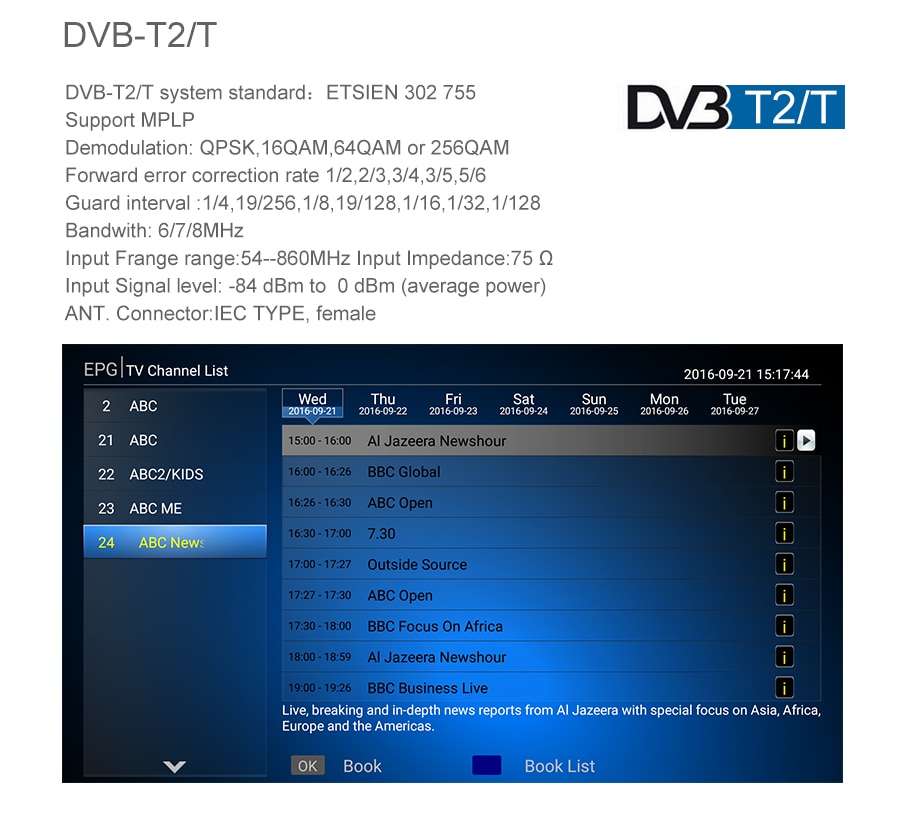 DVB-T2/T
DVB-T2/T system standard：ETSIEN 302 755
Support MPLP
Demodulation: QPSK,16QAM,64QAM or 256QAM
Forward error correction rate 1/2,2/3,3/4,3/5,5/6
Guard interval :1/4,19/256,1/8,19/128,1/16,1/32,1/128
Bandwith: 6/7/8MHz
Input Frange range:54--860MHz Input Impedance:75 Ω
Input Signal level: -84 dBm to 0 dBm (average power)
ANT. Connector:IEC TYPE, female
DVB T2/T
EPG TV Channel List
2016-09-21 15:17:44
2 ABC
21 ABC
22 ABC2/KIDS
23 ABC ME
24 ABC News
Wed Thu Fri Sat Sun Mon Tue
2016-09-21 2016-09-22 2016-09-23 2016-09-24 2016-09-25 2016-09-26 2016-09-27
15:00 - 16:00 Al Jazeera Newshour i
16:00 - 16:26 BBC Global i
16:26 - 16:30 ABC Open i
16:30 - 17:00 7.30 i
17:00 - 17:27 Outside Source i
17:27 - 17:30 ABC Open i
17:30 - 18:00 BBC Focus On Africa i
18:00 - 18:59 Al Jazeera Newshour i
19:00 - 19:26 BBC Business Live i
Live, breaking and in-depth news reports from Al Jazeera with special focus on Asia, Africa,
Europe and the Americas.
OK Book Book List